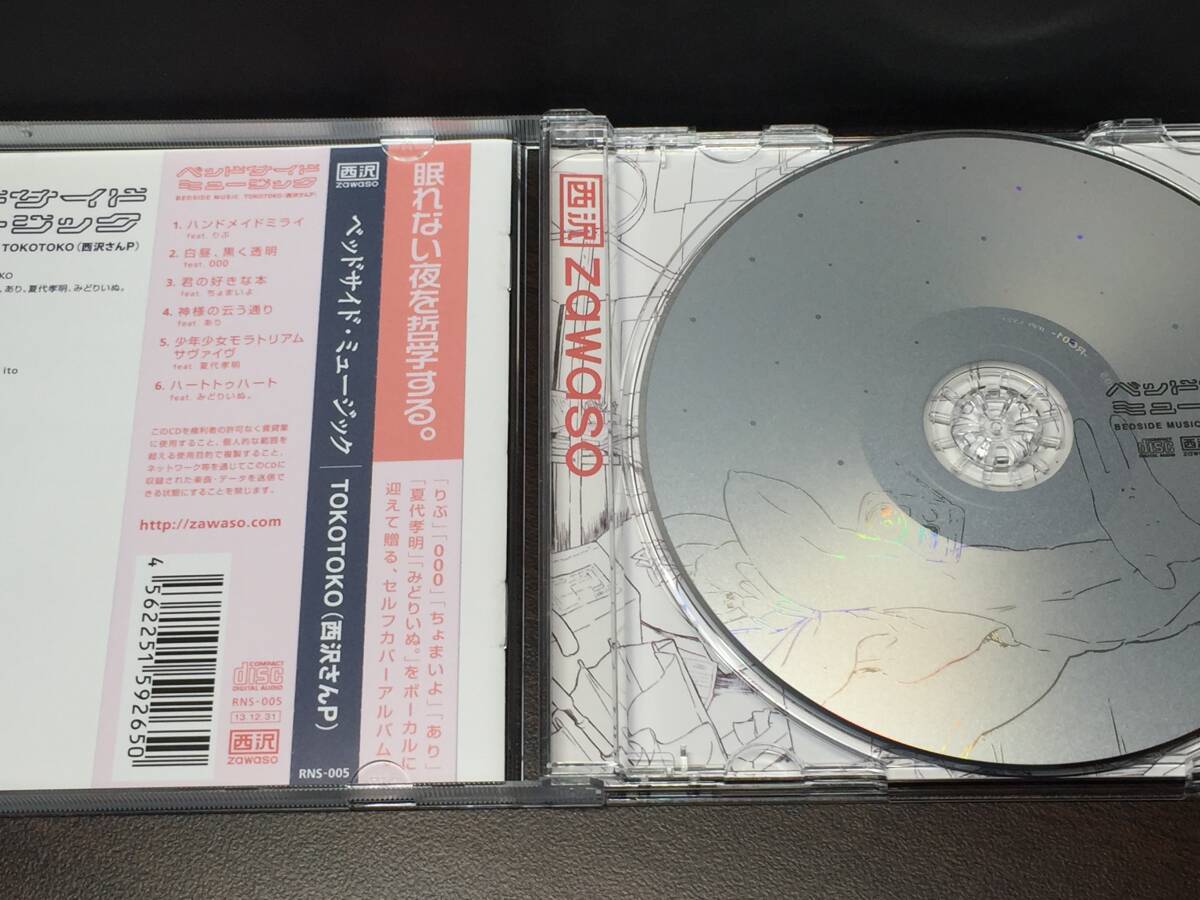 TOKOTOKO(西沢さんP)
、あり、夏代孝明、みどりいぬ。
ito
ベッドサイド
ミュージック
BEDSIDE MUSIC TOKOTOKO(西沢さんP)
1. ハンドメイドミライ
feat. りぶ
2. 白昼、黒く透明
feat. 000
3. 君の好きな本
feat. ちょまいよ
4. 神様の云う通り
feat. あり
5. 少年少女モラトリアム
サヴァイヴ
feat. 夏代孝明
6. ハートトゥハート
feat. みどりいぬ。
このCDを権利者の許可なく賃貸業
に使用すること、個人的な範囲を
超える使用目的で複製すること、
ネットワーク等を通じてこのCDに
収録された楽曲・データを送信で
きる状態にすることを禁じます。
http://zawaso.com
4 562251 592650
COMPACT
disc
DIGITAL AUDIO
RNS-005
13.12.31
西沢
zawaso
西沢
zawaso
ベッドサイド・ミュージック
TOKOTOKO(西沢さんP)
RNS-005
眠れない夜を哲学する。
「りぶ」「000」「ちょまいよ」「あり」
「夏代孝明」「みどりいぬ。」をボーカルに
迎えて贈る、セルフカバーアルバム
西沢 zawaso
ベッド
ミュー
BEDSIDE MUSIC
disc
西沢
zawaso